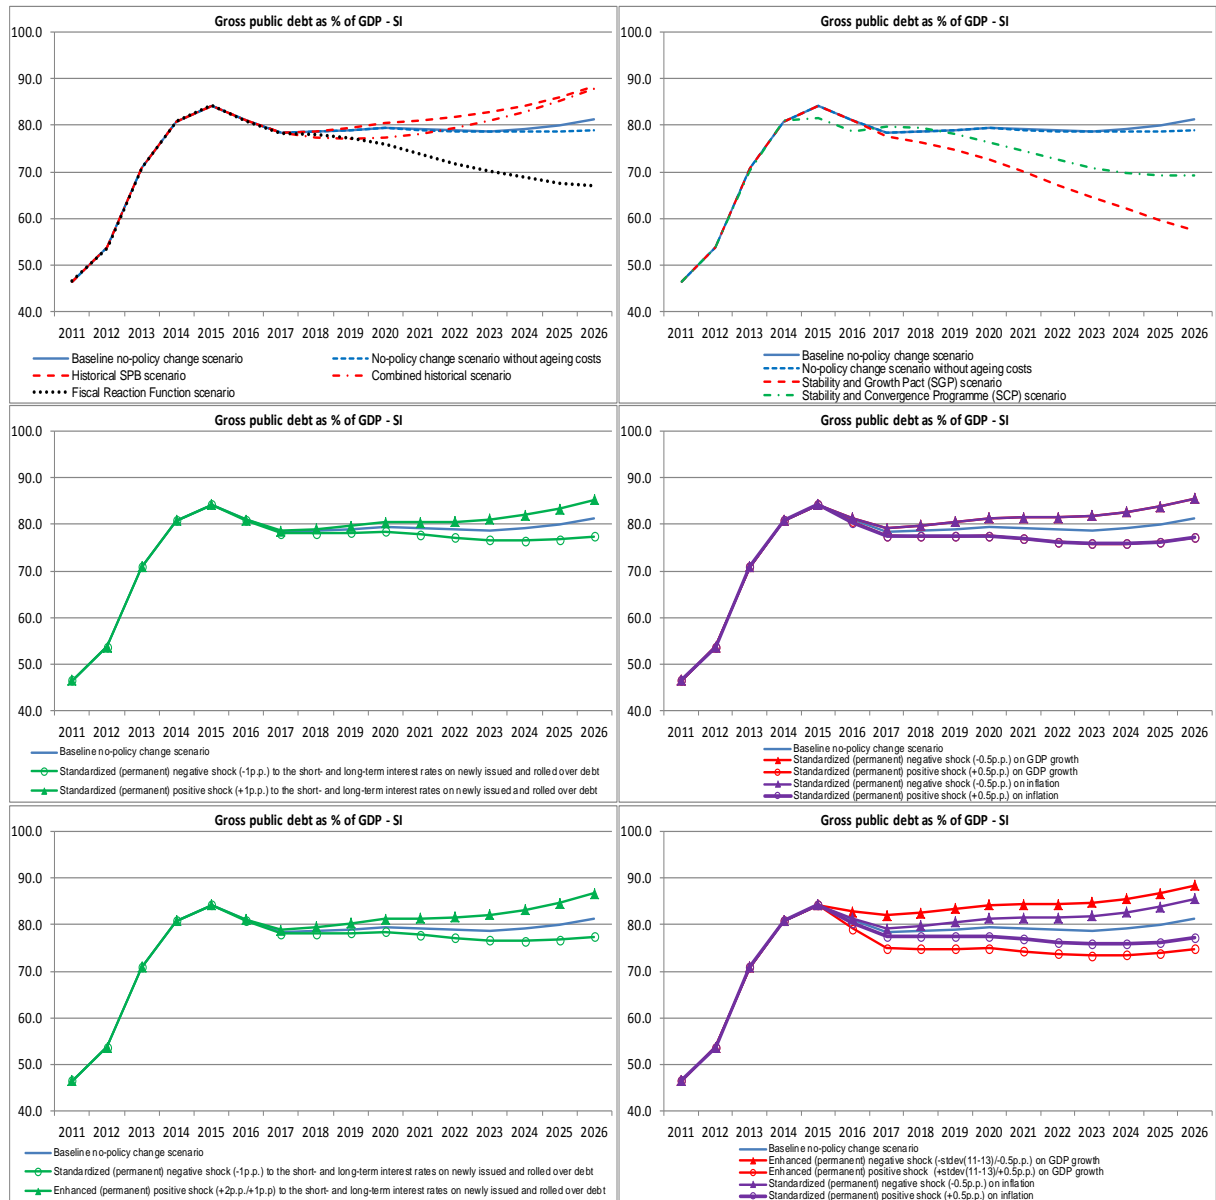 Gross public debt as % of GDP - SI
100.0
90.0
80.0
70.0
60.0
50.0
40.0
2011 2012 2013 2014 2015 2016 2017 2018 2019 2020 2021 2022 2023 2024 2025 2026
Baseline no-policy change scenario
No-policy change scenario without ageing costs
Historical SPB scenario
Combined historical scenario
Fiscal Reaction Function scenario
Gross public debt as % of GDP - SI
100.0
90.0
80.0
70.0
60.0
50.0
40.0
2011 2012 2013 2014 2015 2016 2017 2018 2019 2020 2021 2022 2023 2024 2025 2026
Baseline no-policy change scenario
No-policy change scenario without ageing costs
Stability and Growth Pact (SGP) scenario
Stability and Convergence Programme (SCP) scenario
Gross public debt as % of GDP - SI
100.0
90.0
80.0
70.0
60.0
50.0
40.0
2011 2012 2013 2014 2015 2016 2017 2018 2019 2020 2021 2022 2023 2024 2025 2026
Baseline no-policy change scenario
Standardized (permanent) negative shock (-1p.p.) to the short- and long-term interest rates on newly issued and rolled over debt
Standardized (permanent) positive shock (+1p.p.) to the short- and long-term interest rates on newly issued and rolled over debt
Gross public debt as % of GDP - SI
100.0
90.0
80.0
70.0
60.0
50.0
40.0
2011 2012 2013 2014 2015 2016 2017 2018 2019 2020 2021 2022 2023 2024 2025 2026
Baseline no-policy change scenario
Standardized (permanent) negative shock (-0.5p.p.) on GDP growth
Standardized (permanent) positive shock (+0.5p.p.) on GDP growth
Standardized (permanent) negative shock (-0.5p.p.) on inflation
Standardized (permanent) positive shock (+0.5p.p.) on inflation
Gross public debt as % of GDP - SI
100.0
90.0
80.0
70.0
60.0
50.0
40.0
2011 2012 2013 2014 2015 2016 2017 2018 2019 2020 2021 2022 2023 2024 2025 2026
Baseline no-policy change scenario
Standardized (permanent) negative shock (-1p.p.) to the short- and long-term interest rates on newly issued and rolled over debt
Enhanced (permanent) positive shock (+2p.p./+1p.p) to the short- and long-term interest rates on newly issued and rolled over debt
Gross public debt as % of GDP - SI
100.0
90.0
80.0
70.0
60.0
50.0
40.0
2011 2012 2013 2014 2015 2016 2017 2018 2019 2020 2021 2022 2023 2024 2025 2026
Baseline no-policy change scenario
Enhanced (permanent) negative shock (-stdev(11-13)/-0.5p.p.) on GDP growth
Enhanced (permanent) positive shock (+stdev(11-13)/+0.5p.p.) on GDP growth
Standardized (permanent) negative shock (-0.5p.p.) on inflation
Standardized (permanent) positive shock (+0.5p.p.) on inflation